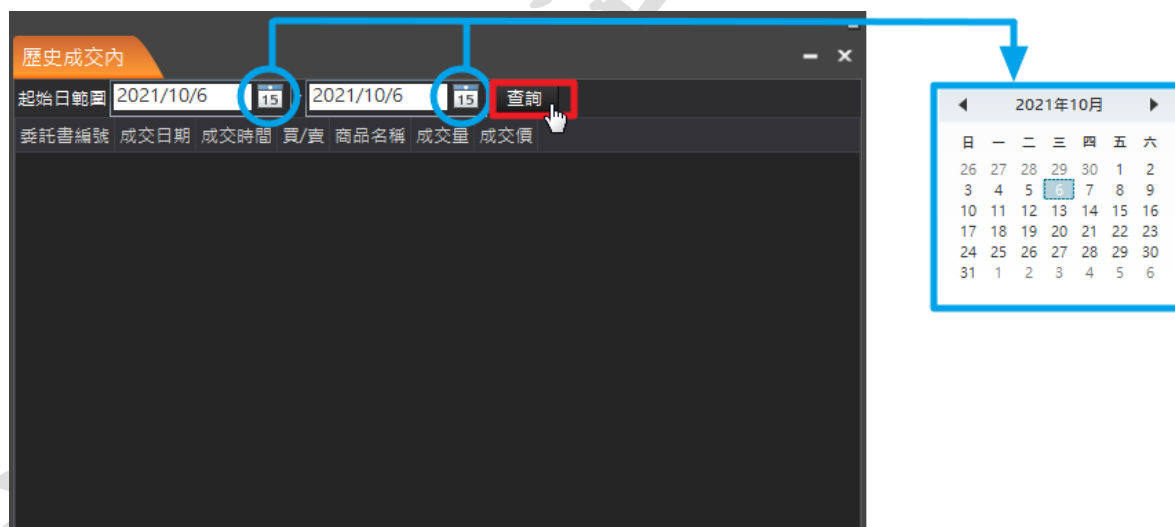 歷史成交內
起始日範圍 2021/10/6 15 - 2021/10/6 15 查詢
委託書編號 成交日期 成交時間 買/賣 商品名稱 成交量 成交價
2021年10月
日 一 二 三 四 五 六
26 27 28 29 30 1 2
3 4 5 6 7 8 9
10 11 12 13 14 15 16
17 18 19 20 21 22 23
24 25 26 27 28 29 30
31 1 2 3 4 5 6